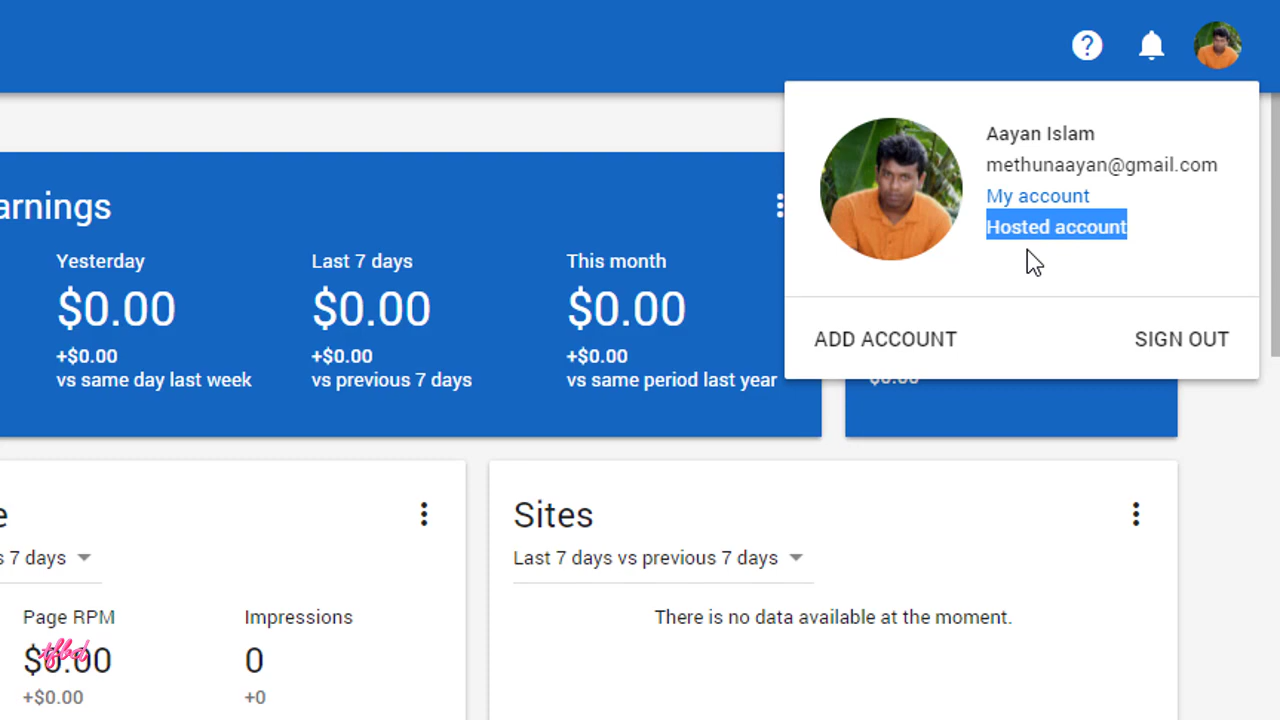 ?
Aayan Islam
methunaayan@gmail.com
My account
Hosted account
ADD ACCOUNT
SIGN OUT
arnings
Yesterday
$0.00
+$0.00
vs same day last week
Last 7 days
$0.00
+$0.00
vs previous 7 days
This month
$0.00
+$0.00
vs same period last year
$0.00
e
s 7 days
Page RPM
$0.00
+$0.00
tfbd
Impressions
0
+0
Sites
Last 7 days vs previous 7 days
There is no data available at the moment.